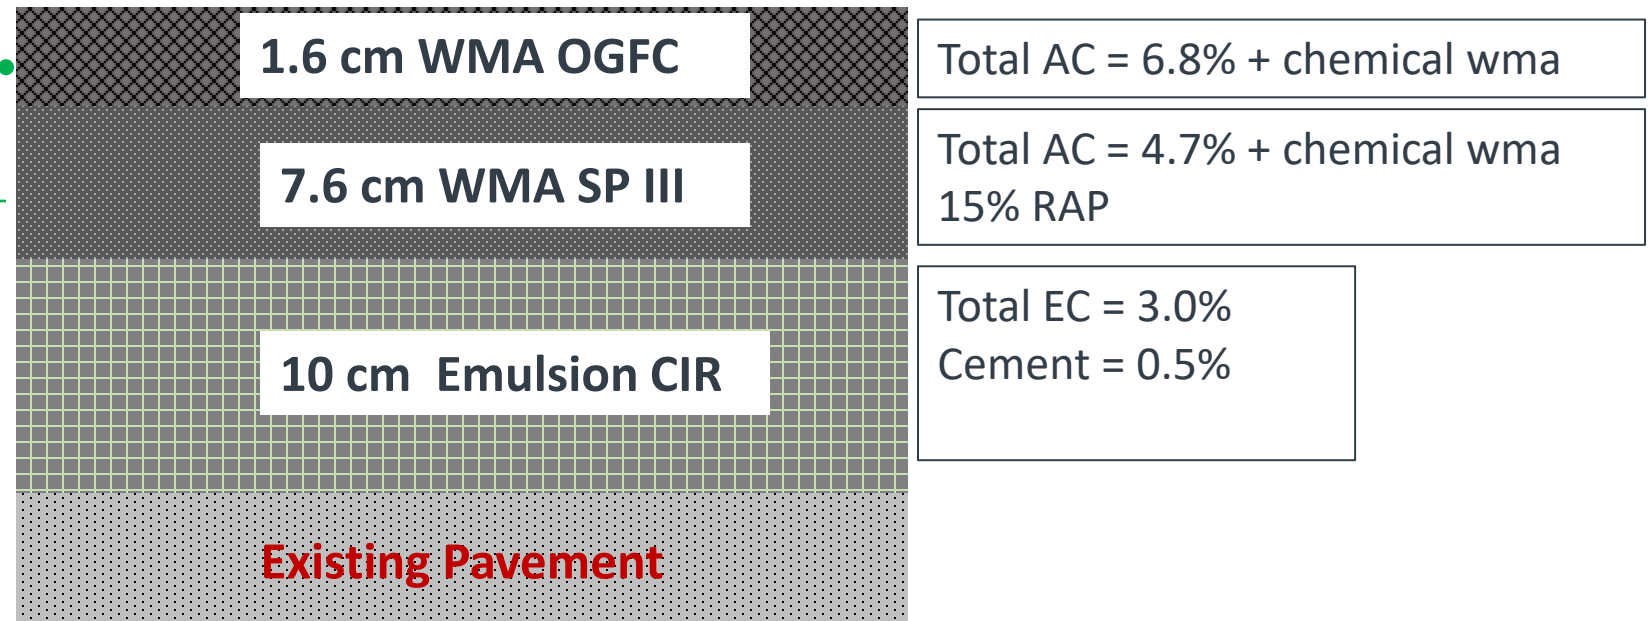 1.6 cm WMA OGFC
Total AC = 6.8% + chemical wma
7.6 cm WMA SP III
Total AC = 4.7% + chemical wma
15% RAP
10 cm  Emulsion CIR
Total EC = 3.0%
Cement = 0.5%
Existing Pavement